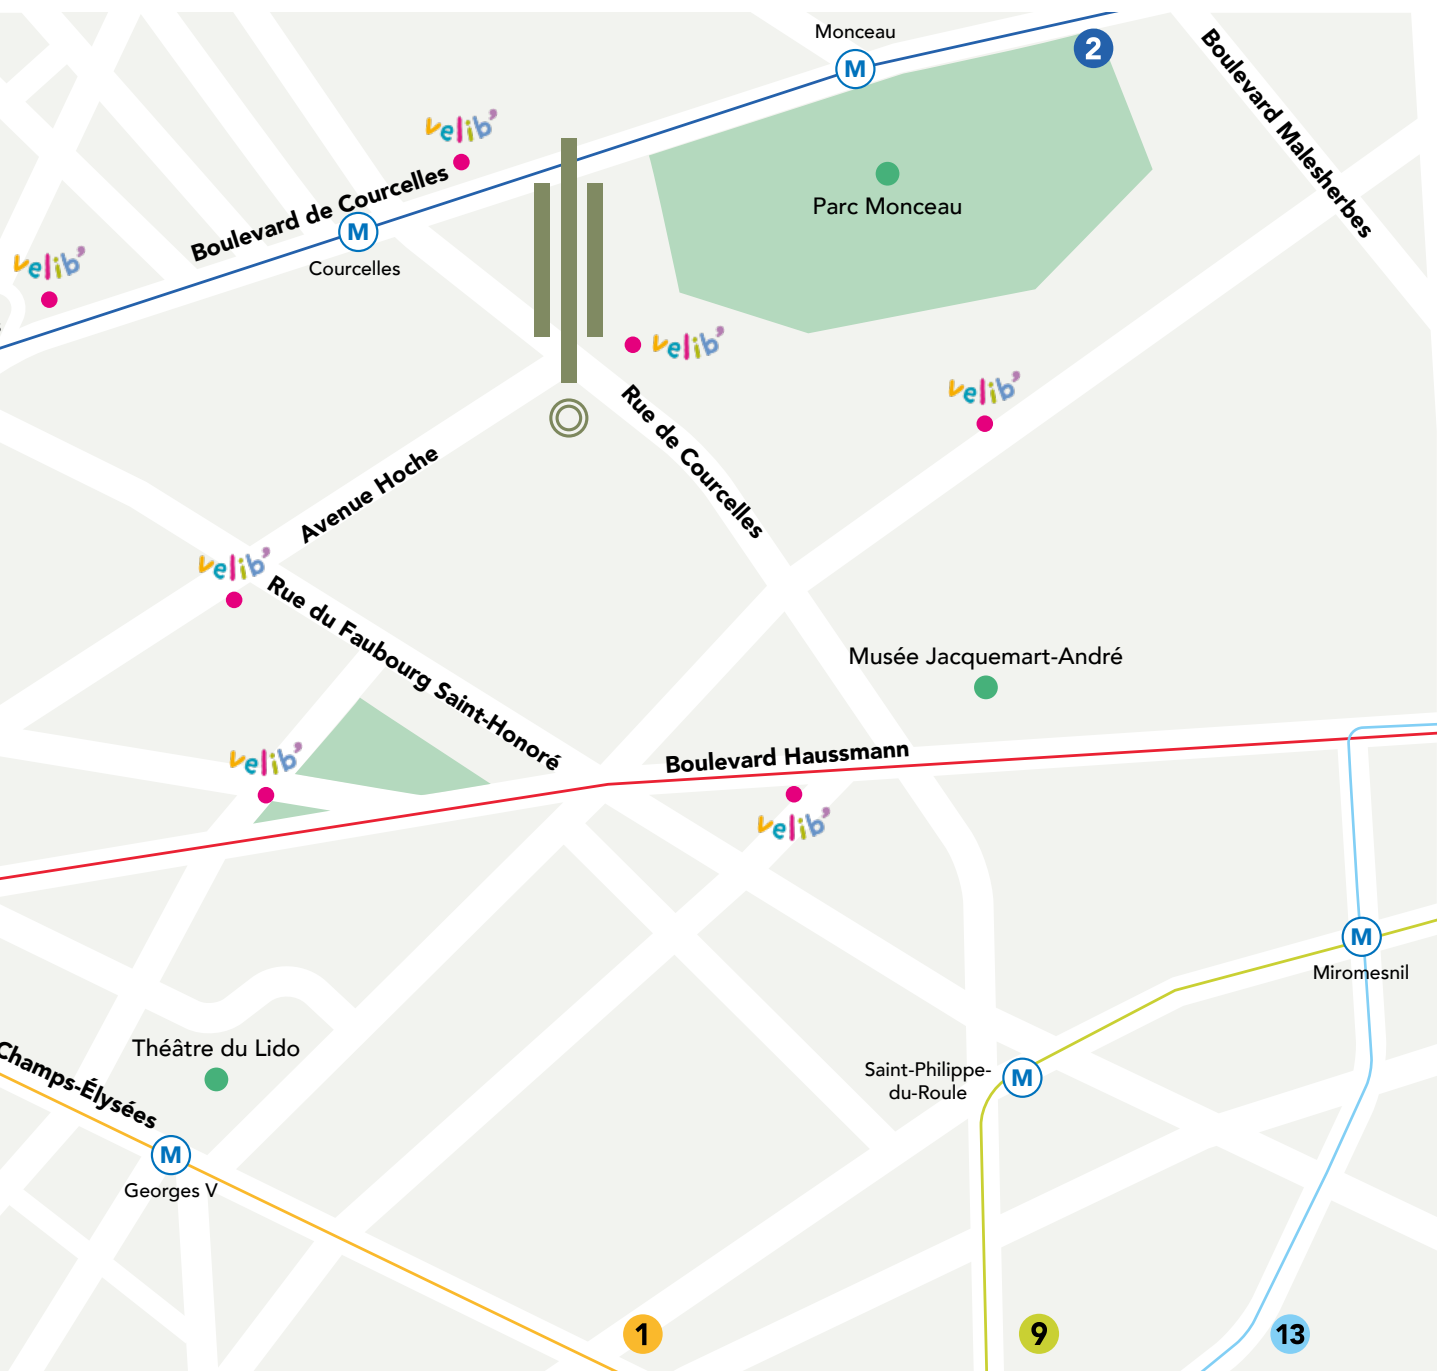 Monceau
M
2
Boulevard Malesherbes
velib'
Boulevard de Courcelles
Parc Monceau
M
Courcelles
velib'
velib'
velib'
Rue de Courcelles
Avenue Hoche
velib'
Rue du Faubourg Saint-Honoré
Musée Jacquemart-André
velib'
Boulevard Haussmann
velib'
M
Miromesnil
Théâtre du Lido
Champs-Élysées
Saint-Philippe-
du-Roule
M
M
Georges V
1
9
13